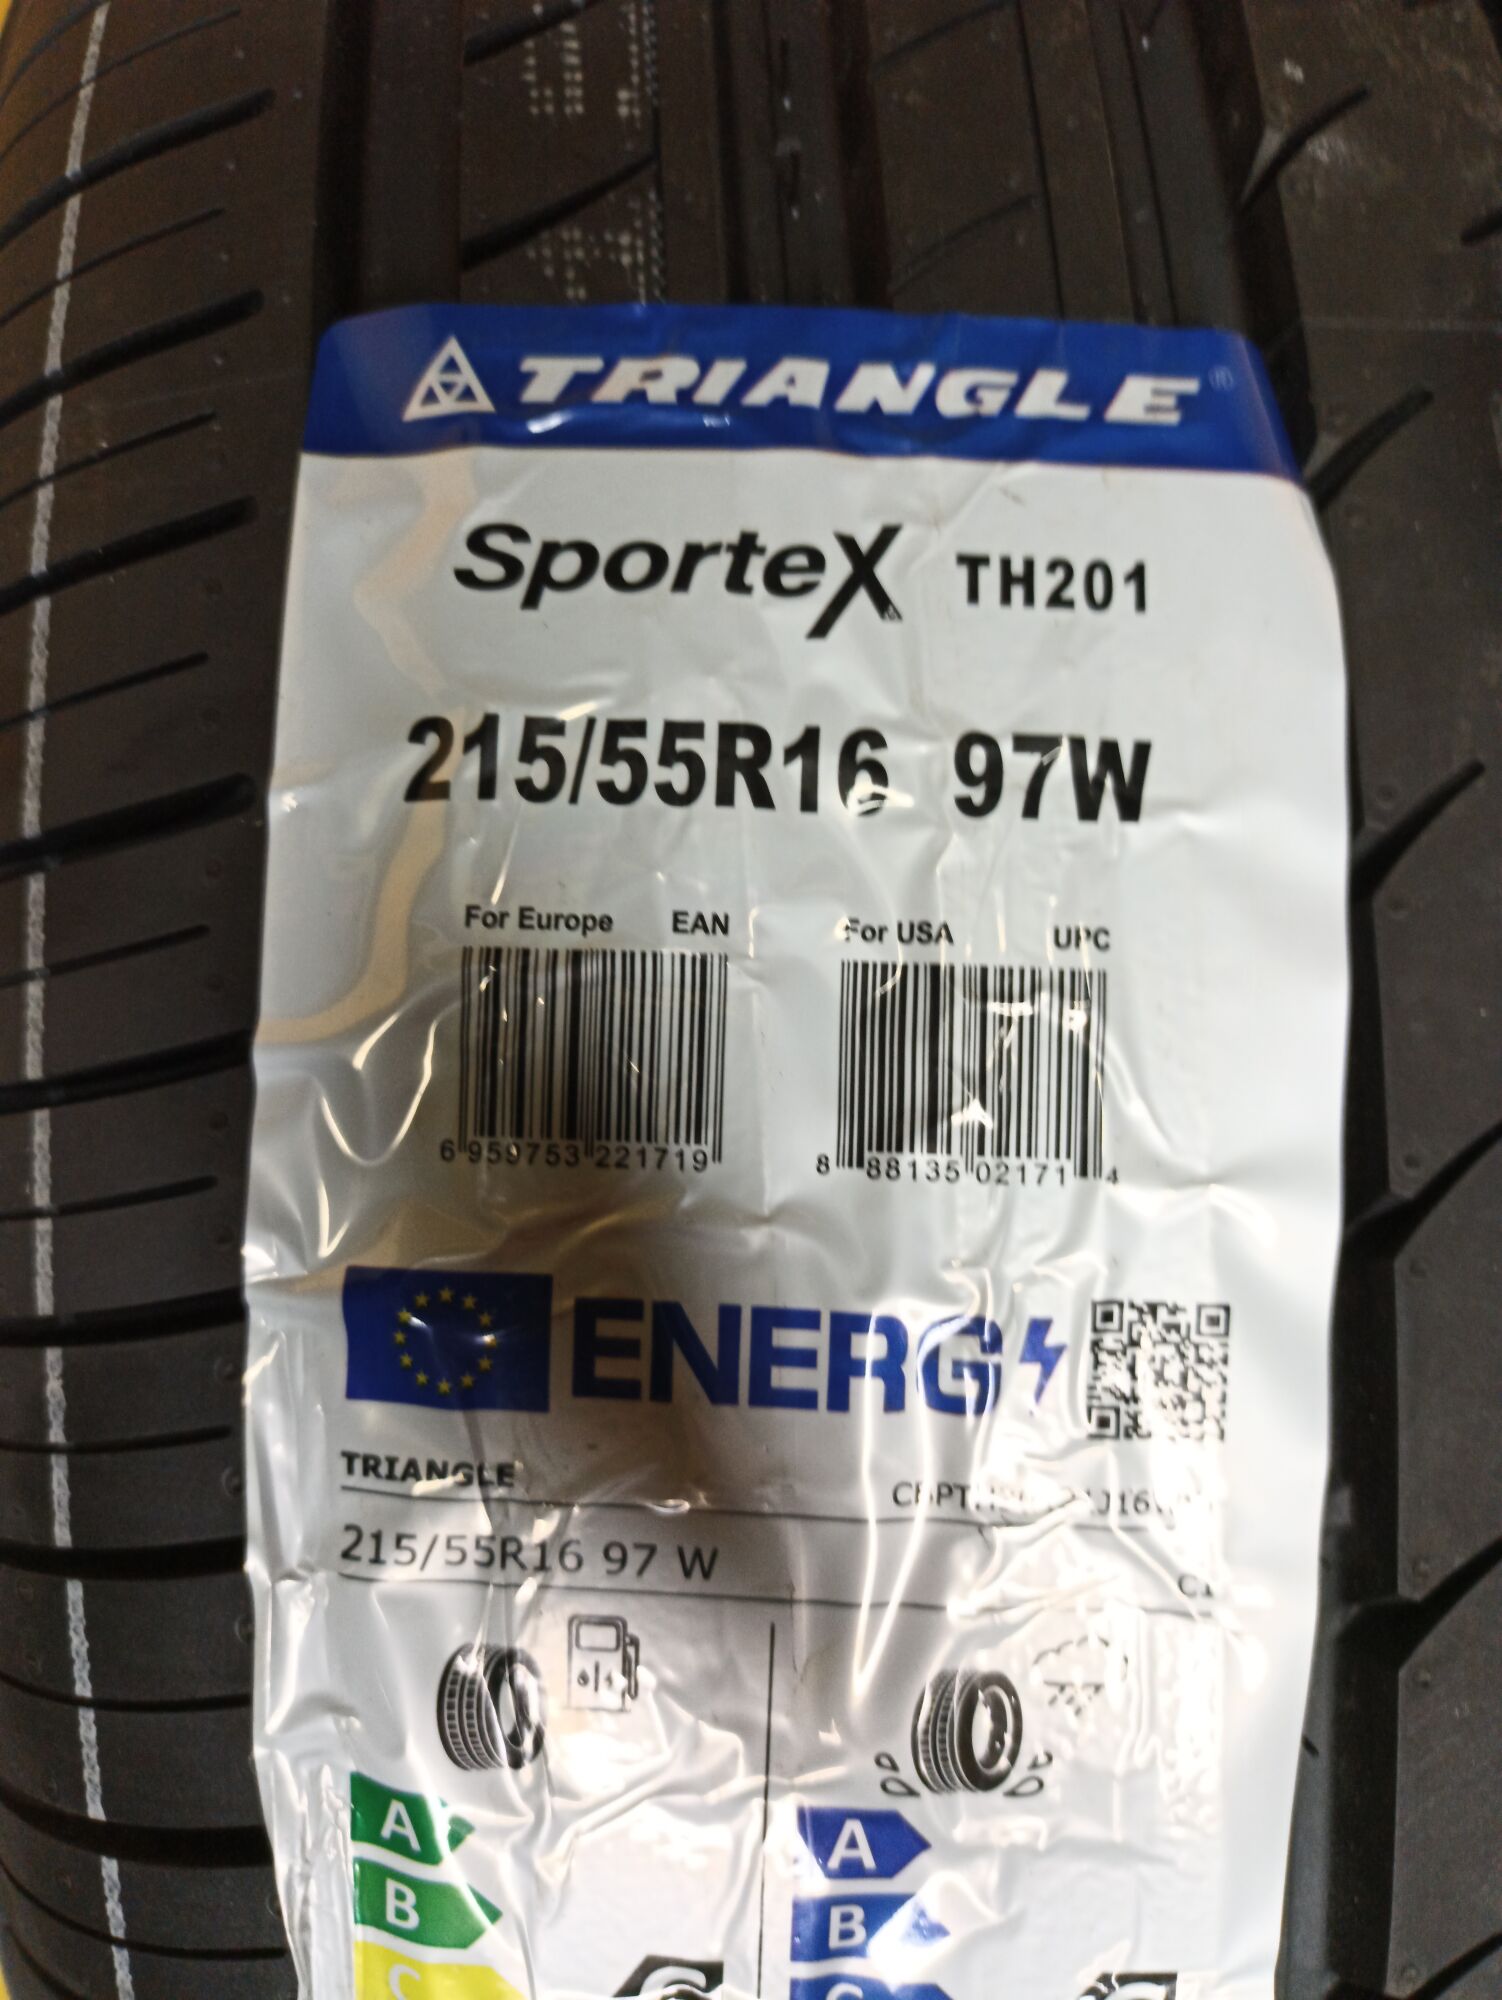 TRIANGLE®
SporteX TH201
215/55R16 97W
For Europe EAN
For USA UPC
6 959753 221719
8 88135 02171 4
ENERG
TRIANGLE
215/55R16 97 W
C1
A
B
C
A
B
C